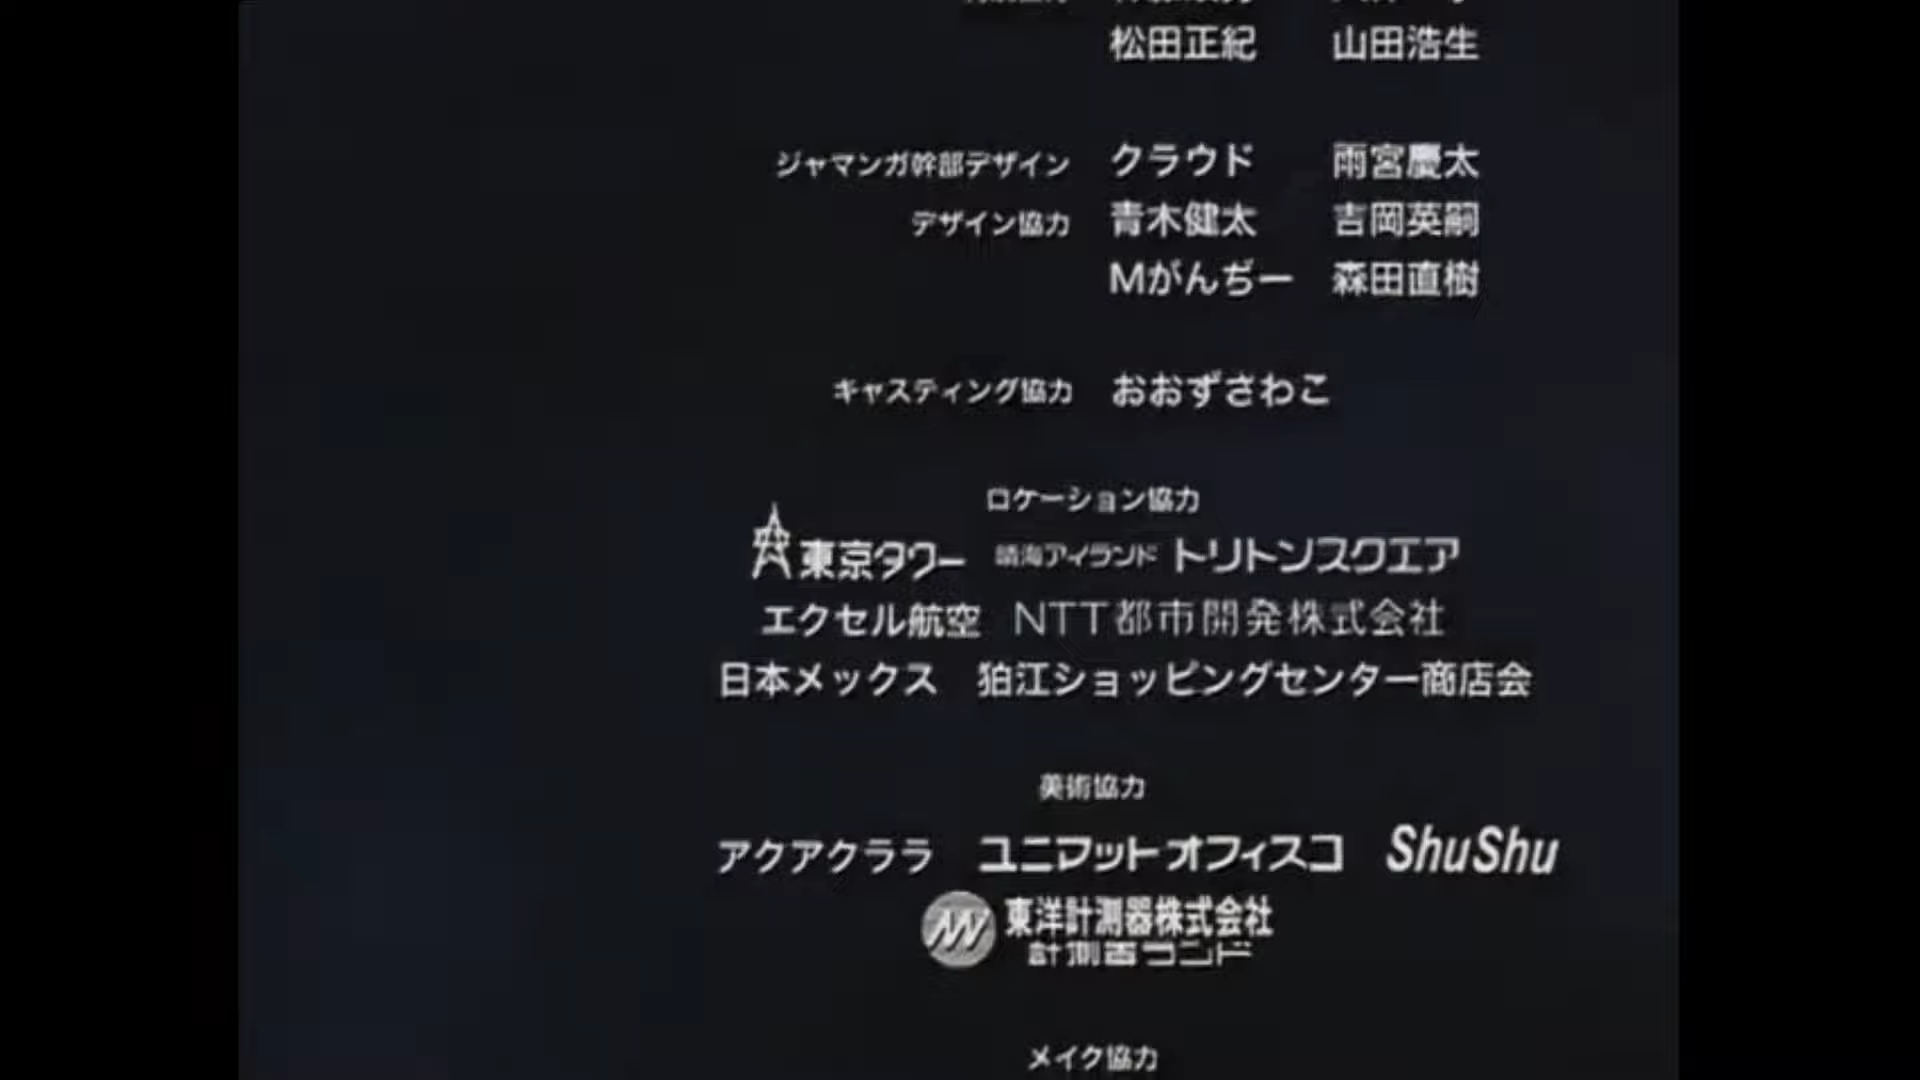 松田正紀 山田浩生
ジャマンガ幹部デザイン クラウド 雨宮慶太
デザイン協力 青木健太 吉岡英嗣
Mがんぢー 森田直樹
キャスティング協力 おおずさわこ
ロケーション協力
東京タワー 晴海アイランド トリトンスクエア
エクセル航空 NTT都市開発株式会社
日本メックス 狛江ショッピングセンター商店会
美術協力
アクアクララ ユニマットオフィスコ ShuShu
東洋計測器株式会社
計測器ランド
メイク協力